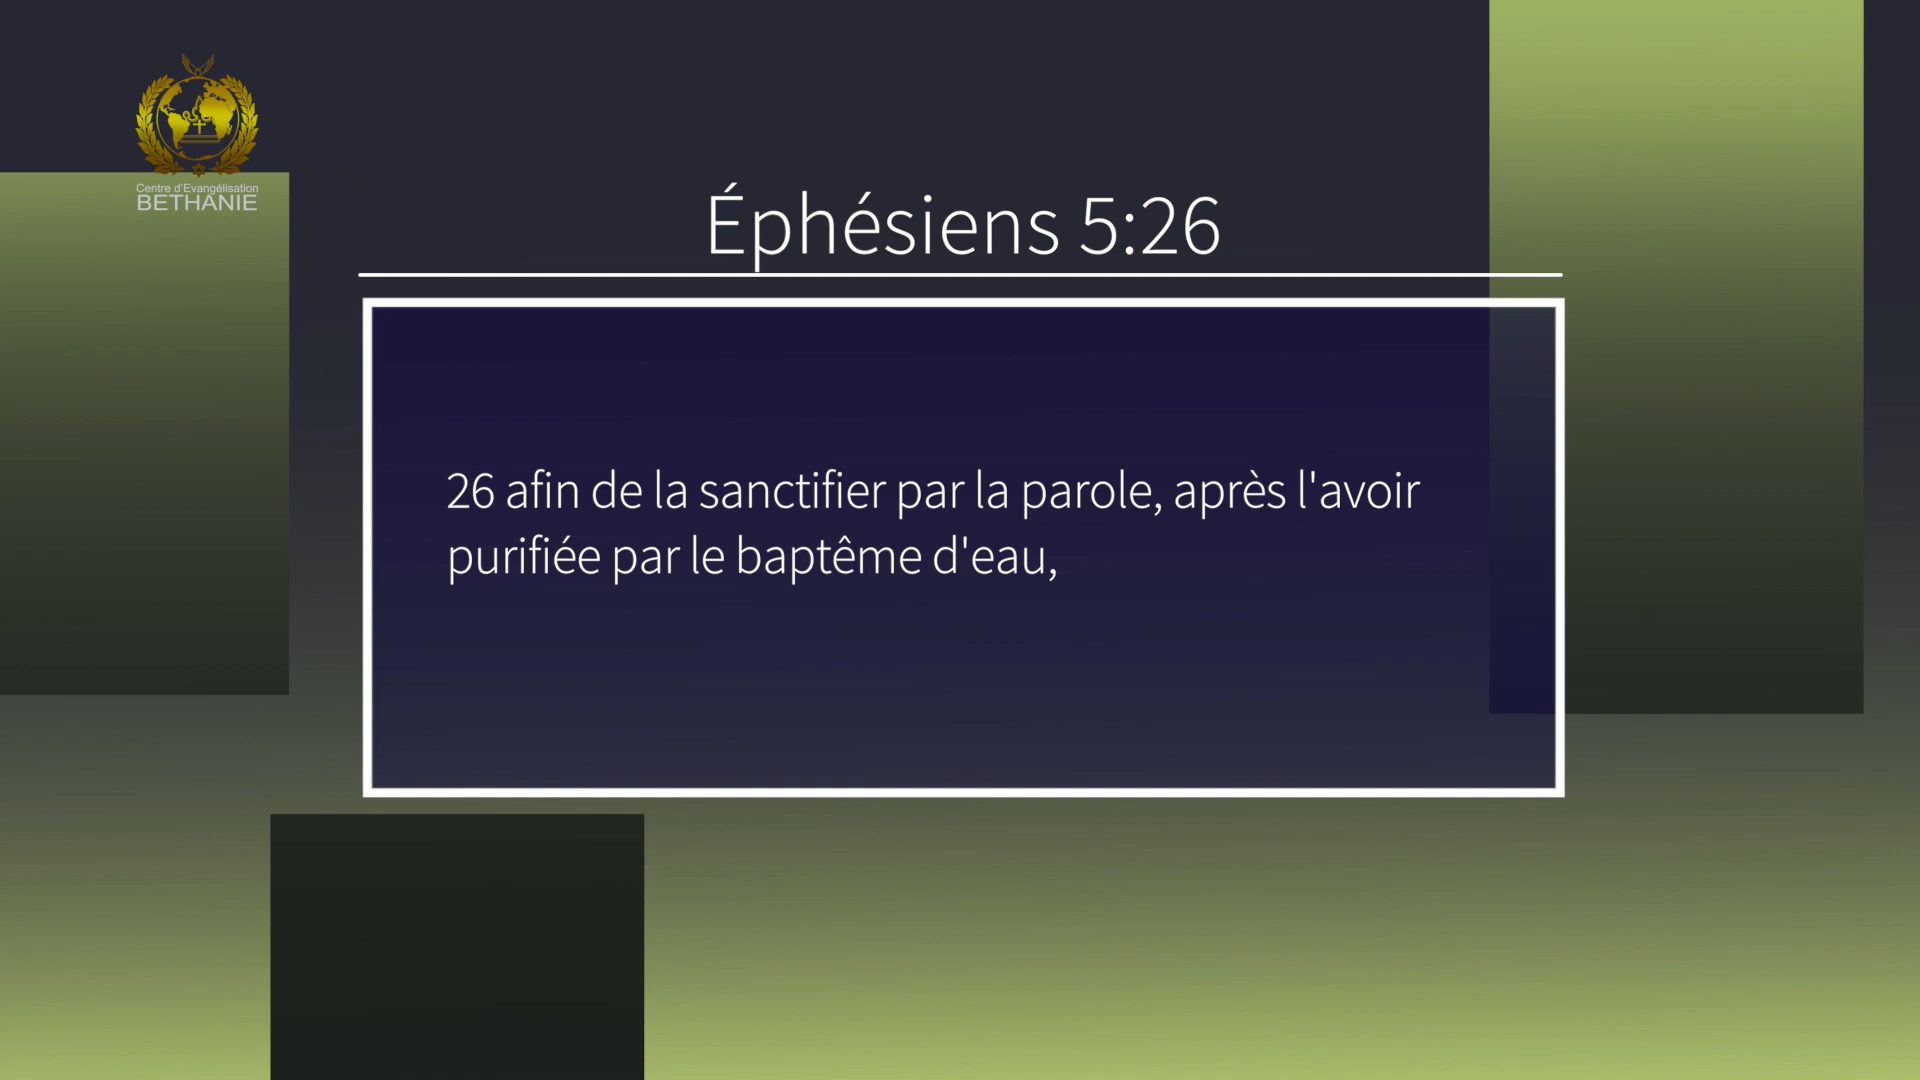 Centre d'Evangélisation
BETHANIE
Éphésiens 5:26
26 afin de la sanctifier par la parole, après l'avoir
purifiée par le baptême d'eau,